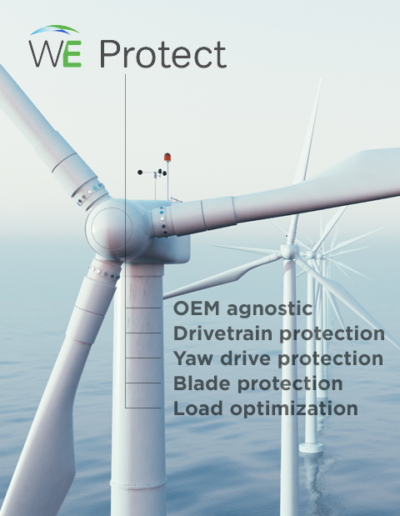 WE Protect
OEM agnostic
Drivetrain protection
Yaw drive protection
Blade protection
Load optimization